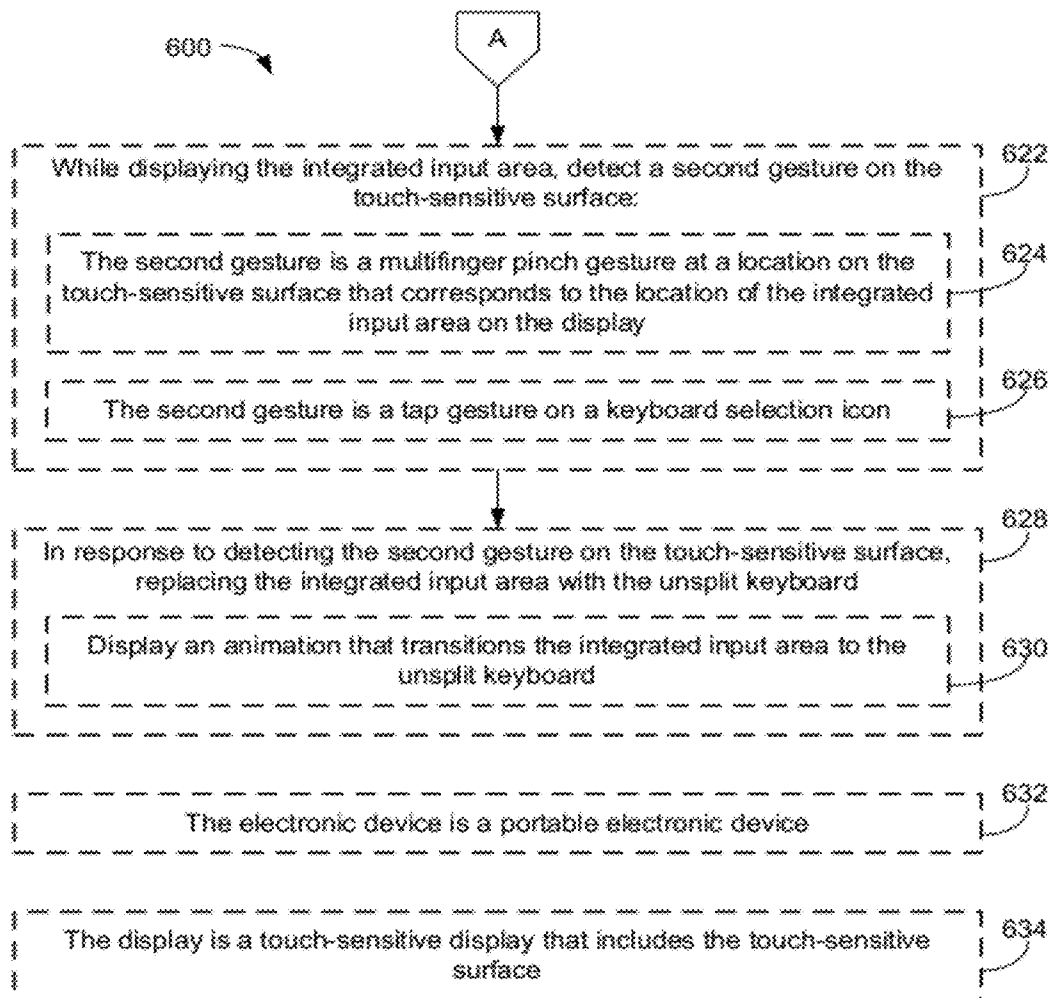 A
600
While displaying the integrated input area, detect a second gesture on the
touch-sensitive surface:
622
The second gesture is a multifinger pinch gesture at a location on the
touch-sensitive surface that corresponds to the location of the integrated
input area on the display
624
The second gesture is a tap gesture on a keyboard selection icon
626
In response to detecting the second gesture on the touch-sensitive surface,
replacing the integrated input area with the unsplit keyboard
628
Display an animation that transitions the integrated input area to the
unsplit keyboard
630
The electronic device is a portable electronic device
632
The display is a touch-sensitive display that includes the touch-sensitive
surface
634